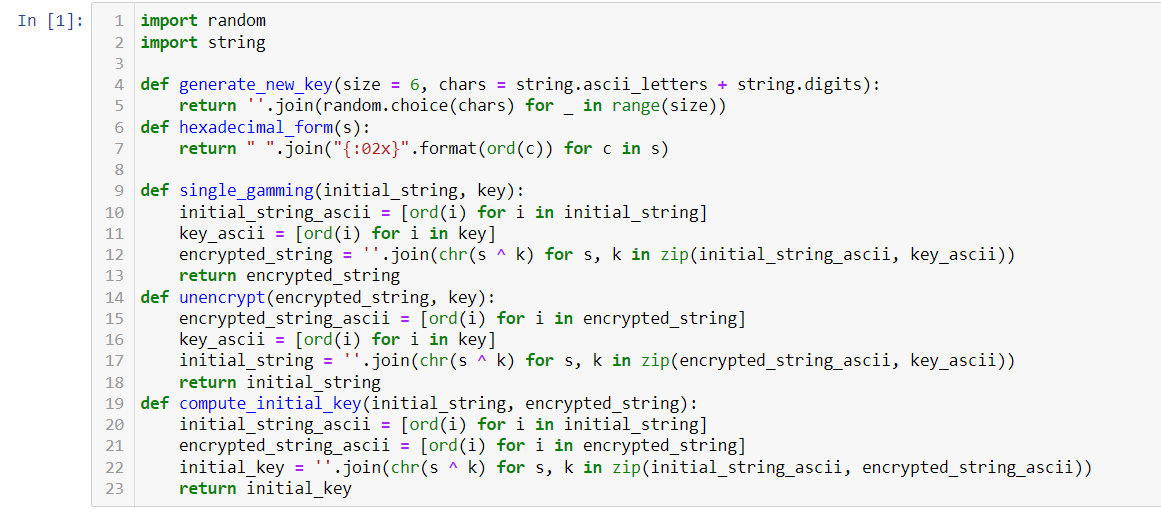 In [1]:
1 import random
2 import string
3
4 def generate_new_key(size = 6, chars = string.ascii_letters + string.digits):
5     return ''.join(random.choice(chars) for _ in range(size))
6 def hexadecimal_form(s):
7     return " ".join("{:02x}".format(ord(c)) for c in s)
8
9 def single_gamming(initial_string, key):
10     initial_string_ascii = [ord(i) for i in initial_string]
11     key_ascii = [ord(i) for i in key]
12     encrypted_string = ''.join(chr(s ^ k) for s, k in zip(initial_string_ascii, key_ascii))
13     return encrypted_string
14 def unencrypt(encrypted_string, key):
15     encrypted_string_ascii = [ord(i) for i in encrypted_string]
16     key_ascii = [ord(i) for i in key]
17     initial_string = ''.join(chr(s ^ k) for s, k in zip(encrypted_string_ascii, key_ascii))
18     return initial_string
19 def compute_initial_key(initial_string, encrypted_string):
20     initial_string_ascii = [ord(i) for i in initial_string]
21     encrypted_string_ascii = [ord(i) for i in encrypted_string]
22     initial_key = ''.join(chr(s ^ k) for s, k in zip(initial_string_ascii, encrypted_string_ascii))
23     return initial_key